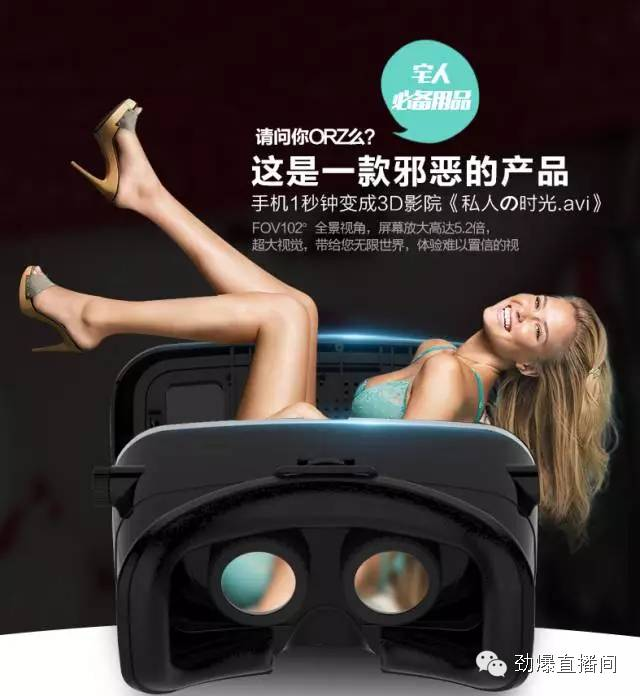 宅人
必备用品
请问你ORZ么?
这是一款邪恶的产品
手机1秒钟变成3D影院《私人の时光.avi》
FOV102° 全景视角，屏幕放大高达5.2倍，
超大视觉，带给您无限世界，体验难以置信的视
劲爆直播间